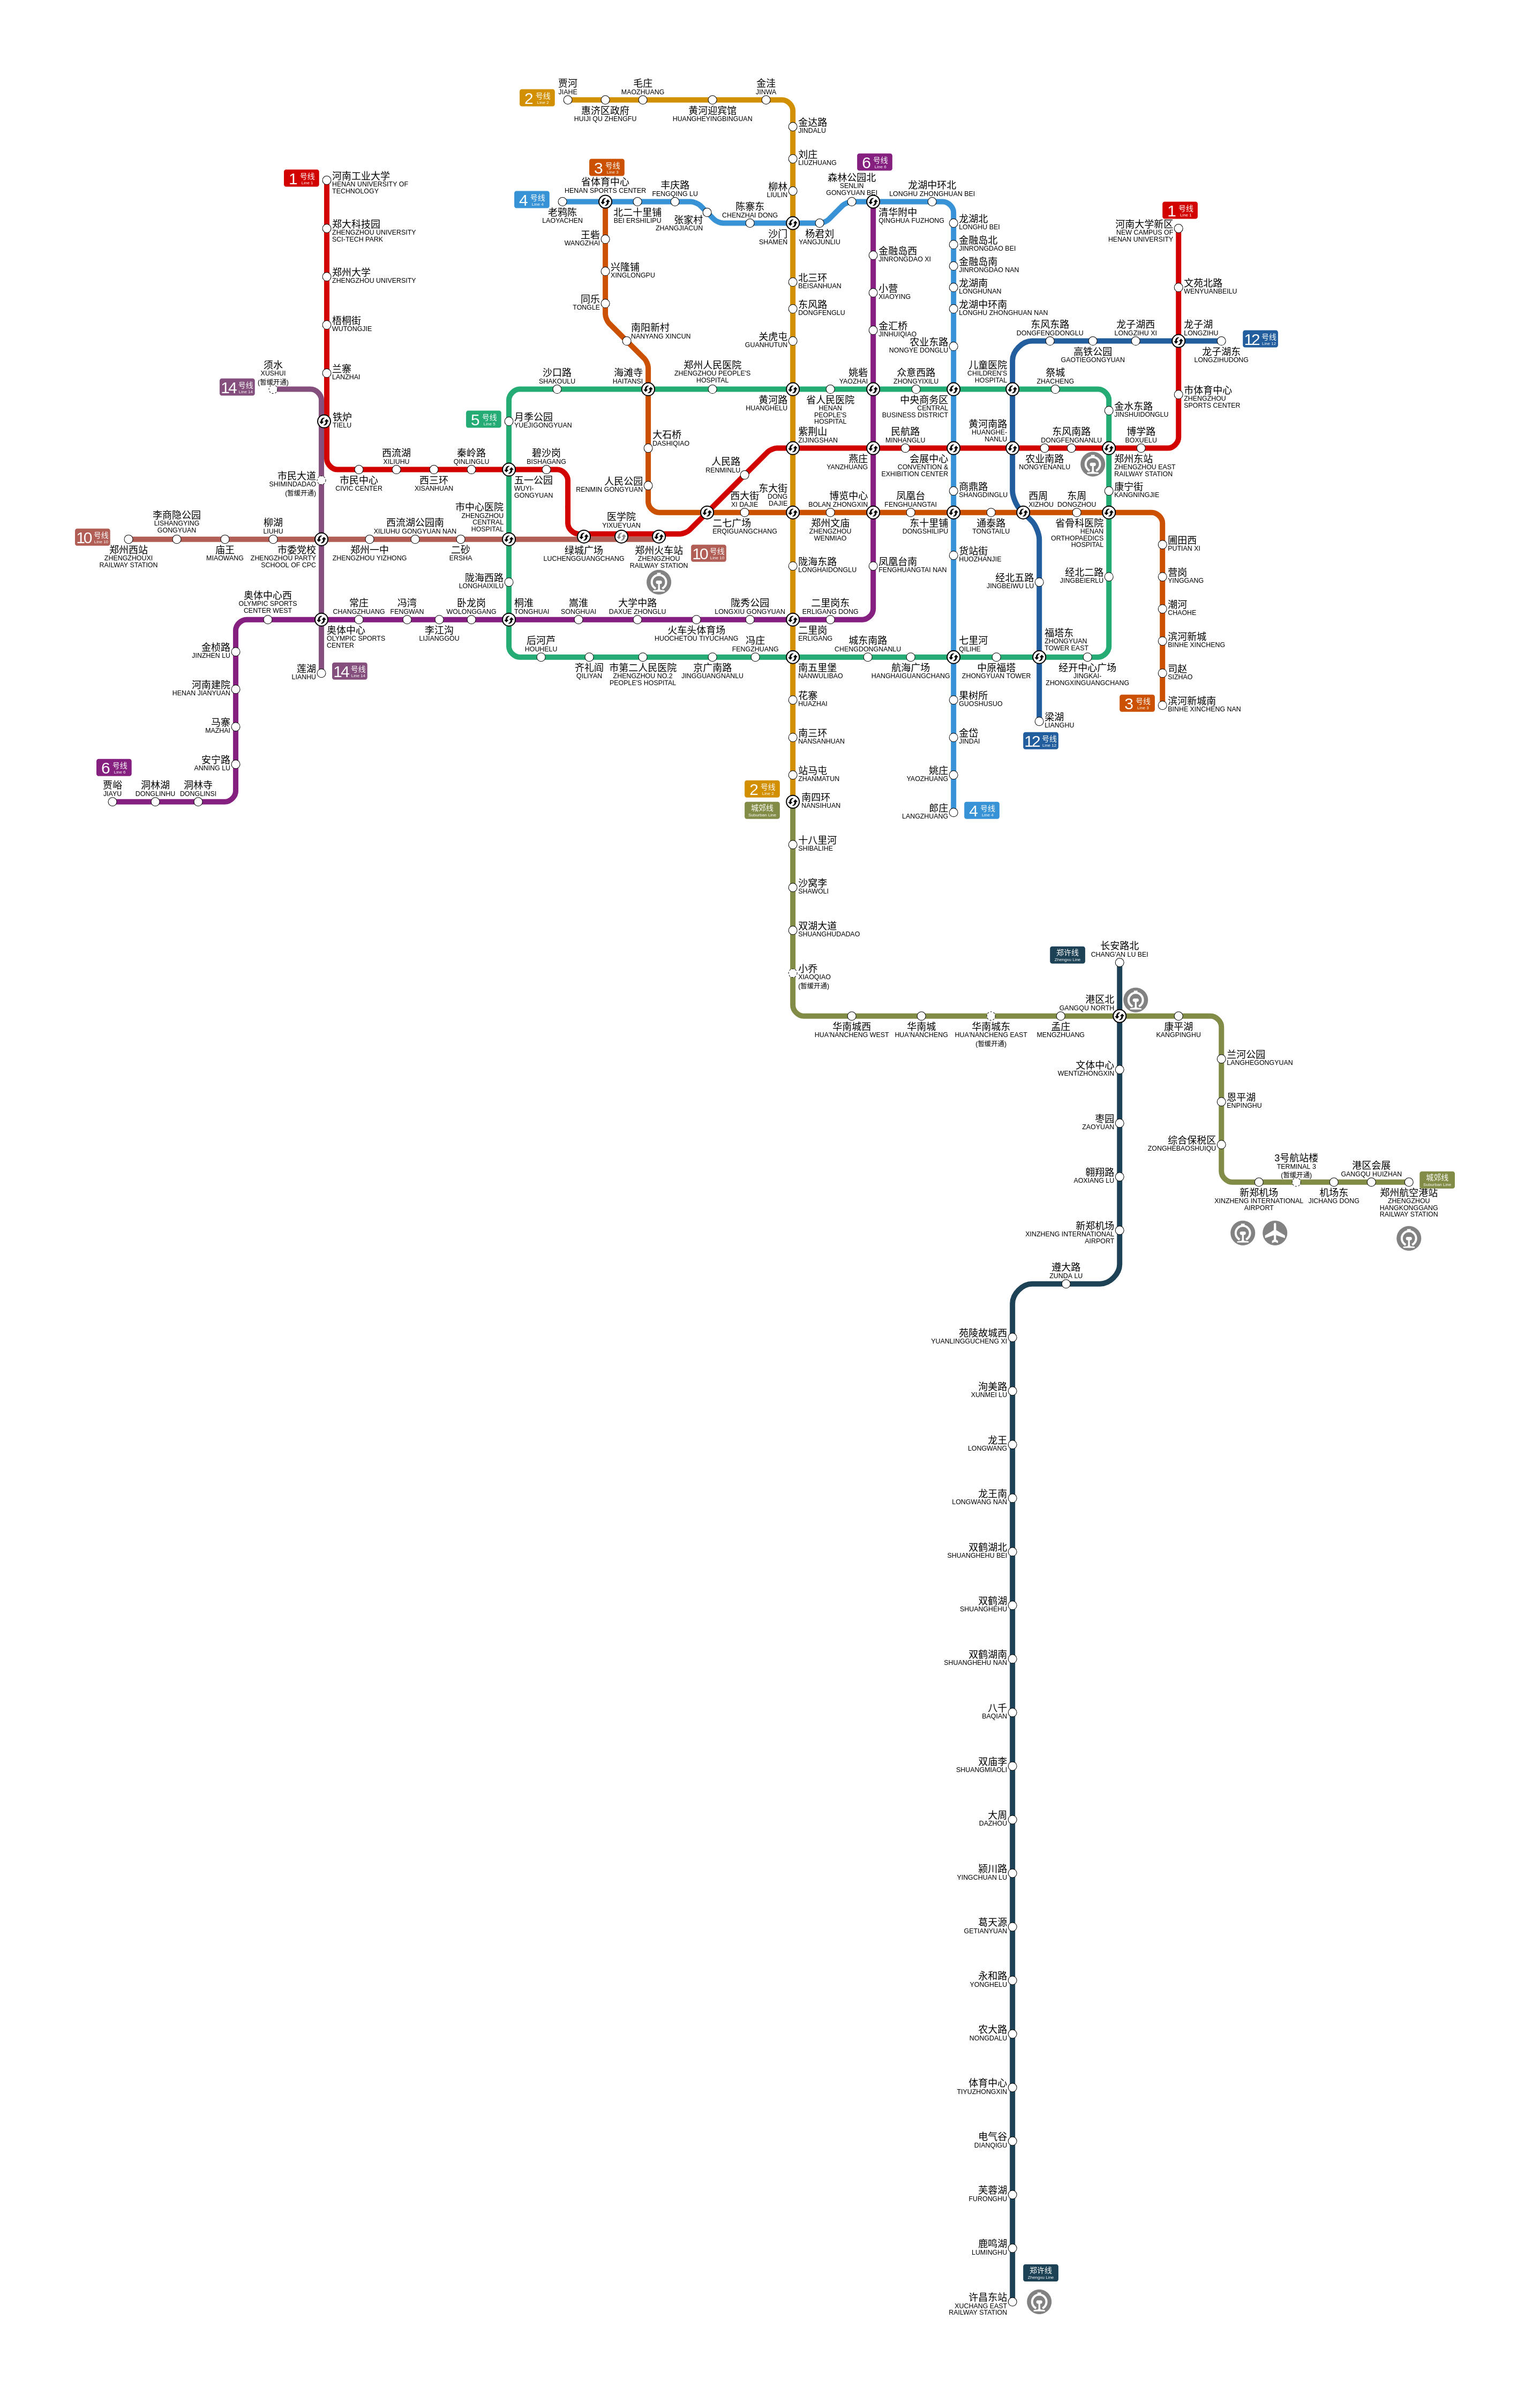 贾河
JIAHE
毛庄
MAOZHUANG
金洼
JINWA
2 号线
Line 2
惠济区政府
HUIJI QU ZHENGFU
黄河迎宾馆
HUANGHEYINGBINGUAN
金达路
JINDALU
刘庄
LIUZHUANG
柳林
LIULIN
6 号线
Line 6
3 号线
Line 3
1 号线
Line 1
河南工业大学
HENAN UNIVERSITY OF
TECHNOLOGY
郑大科技园
ZHENGZHOU UNIVERSITY
SCI-TECH PARK
郑州大学
ZHENGZHOU UNIVERSITY
梧桐街
WUTONGJIE
兰寨
LANZHAI
铁炉
TIELU
4 号线
Line 4
省体育中心
HENAN SPORTS CENTER
丰庆路
FENGQING LU
老鸦陈
LAOYACHEN
北二十里铺
BEI ERSHILIPU
张家村
ZHANGJIACUN
陈寨东
CHENZHAI DONG
沙门
SHAMEN
杨君刘
YANGJUNLIU
森林公园北
SENLIN
GONGYUAN BEI
龙湖中环北
LONGHU ZHONGHUAN BEI
清华附中
QINGHUA FUZHONG
龙湖北
LONGHU BEI
金融岛北
JINRONGDAO BEI
金融岛南
JINRONGDAO NAN
龙湖南
LONGHUNAN
龙湖中环南
LONGHU ZHONGHUAN NAN
农业东路
NONGYE DONGLU
金融岛西
JINRONGDAO XI
小营
XIAOYING
金汇桥
JINHUIQIAO
王砦
WANGZHAI
兴隆铺
XINGLONGPU
同乐
TONGLE
南阳新村
NANYANG XINCUN
北三环
BEISANHUAN
东风路
DONGFENGLU
关虎屯
GUANHUTUN
1 号线
Line 1
河南大学新区
NEW CAMPUS OF
HENAN UNIVERSITY
文苑北路
WENYUANBEILU
东风东路
DONGFENGDONGLU
龙子湖西
LONGZIHU XI
龙子湖
LONGZIHU
12 号线
Line 12
高铁公园
GAOTIEGONGYUAN
龙子湖东
LONGZIHUDONG
市体育中心
ZHENGZHOU
SPORTS CENTER
须水
XUSHUI
(暂缓开通)
14 号线
Line 14
沙口路
SHAKOULU
海滩寺
HAITANSI
郑州人民医院
ZHENGZHOU PEOPLE'S
HOSPITAL
黄河路
HUANGHELU
省人民医院
HENAN
PEOPLE'S
HOSPITAL
姚砦
YAOZHAI
众意西路
ZHONGYIXILU
中央商务区
CENTRAL
BUSINESS DISTRICT
儿童医院
CHILDREN'S
HOSPITAL
祭城
ZHACHENG
金水东路
JINSHUIDONGLU
5 号线
Line 5
月季公园
YUEJIGONGYUAN
大石桥
DASHIQIAO
人民公园
RENMIN GONGYUAN
人民路
RENMINLU
紫荆山
ZIJINGSHAN
燕庄
YANZHUANG
民航路
MINHANGLU
会展中心
CONVENTION &
EXHIBITION CENTER
黄河南路
HUANGHE-
NANLU
农业南路
NONGYENANLU
东风南路
DONGFENGNANLU
郑州东站
ZHENGZHOU EAST
RAILWAY STATION
博学路
BOXUELU
康宁街
KANGNINGJIE
市民大道
SHIMINDADAO
(暂缓开通)
市民中心
CIVIC CENTER
西流湖
XILIUHU
西三环
XISANHUAN
秦岭路
QINLINGLU
五一公园
WUYI-
GONGYUAN
碧沙岗
BISHAGANG
绿城广场
LUCHENGGUANGCHANG
医学院
YIXUEYUAN
郑州火车站
ZHENGZHOU
RAILWAY STATION
10 号线
Line 10
二七广场
ERQIGUANGCHANG
西大街
XI DAJIE
东大街
DONG
DAJIE
郑州文庙
ZHENGZHOU
WENMIAO
博览中心
BOLAN ZHONGXIN
凤凰台
FENGHUANGTAI
东十里铺
DONGSHILIPU
商鼎路
SHANGDINGLU
通泰路
TONGTAILU
西周
XIZHOU
东周
DONGZHOU
省骨科医院
HENAN
ORTHOPAEDICS
HOSPITAL
圃田西
PUTIAN XI
营岗
YINGGANG
潮河
CHAOHE
滨河新城
BINHE XINCHENG
司赵
SIZHAO
3 号线
Line 3
滨河新城南
BINHE XINCHENG NAN
10 号线
Line 10
郑州西站
ZHENGZHOUXI
RAILWAY STATION
李商隐公园
LISHANGYING
GONGYUAN
庙王
MIAOWANG
柳湖
LIUHU
市委党校
ZHENGZHOU PARTY
SCHOOL OF CPC
郑州一中
ZHENGZHOU YIZHONG
西流湖公园南
XILIUHU GONGYUAN NAN
二砂
ERSHA
市中心医院
ZHENGZHOU
CENTRAL
HOSPITAL
陇海西路
LONGHAIXILU
陇海东路
LONGHAIDONGLU
凤凰台南
FENGHUANGTAI NAN
货站街
HUOZHANJIE
经北五路
JINGBEIWU LU
经北二路
JINGBEIERLU
奥体中心西
OLYMPIC SPORTS
CENTER WEST
奥体中心
OLYMPIC SPORTS
CENTER
常庄
CHANGZHUANG
冯湾
FENGWAN
李江沟
LIJIANGGOU
卧龙岗
WOLONGGANG
桐淮
TONGHUAI
嵩淮
SONGHUAI
大学中路
DAXUE ZHONGLU
火车头体育场
HUOCHETOU TIYUCHANG
陇秀公园
LONGXIU GONGYUAN
二里岗
ERLIGANG
二里岗东
ERLIGANG DONG
金桢路
JINZHEN LU
河南建院
HENAN JIANYUAN
马寨
MAZHAI
安宁路
ANNING LU
6 号线
Line 6
贾峪
JIAYU
洞林湖
DONGLINHU
洞林寺
DONGLINSI
莲湖
LIANHU
14 号线
Line 14
后河芦
HOUHELU
齐礼阎
QILIYAN
市第二人民医院
ZHENGZHOU NO.2
PEOPLE'S HOSPITAL
京广南路
JINGGUANGNANLU
冯庄
FENGZHUANG
南五里堡
NANWULIBAO
城东南路
CHENGDONGNANLU
航海广场
HANGHAIGUANGCHANG
七里河
QILIHE
中原福塔
ZHONGYUAN TOWER
福塔东
ZHONGYUAN
TOWER EAST
经开中心广场
JINGKAI-
ZHONGXINGUANGCHANG
梁湖
LIANGHU
12 号线
Line 12
花寨
HUAZHAI
南三环
NANSANHUAN
站马屯
ZHANMATUN
2 号线
Line 2
城郊线
Suburban Line
南四环
NANSIHUAN
果树所
GUOSHUSUO
金岱
JINDAI
姚庄
YAOZHUANG
郎庄
LANGZHUANG
4 号线
Line 4
十八里河
SHIBALIHE
沙窝李
SHAWOLI
双湖大道
SHUANGHUDADAO
小乔
XIAOQIAO
(暂缓开通)
华南城西
HUA'NANCHENG WEST
华南城
HUA'NANCHENG
华南城东
HUA'NANCHENG EAST
(暂缓开通)
孟庄
MENGZHUANG
郑许线
Zhengxu Line
长安路北
CHANG'AN LU BEI
港区北
GANGQU NORTH
康平湖
KANGPINGHU
兰河公园
LANGHEGONGYUAN
恩平湖
ENPINGHU
综合保税区
ZONGHEBAOSHUIQU
新郑机场
XINZHENG INTERNATIONAL
AIRPORT
3号航站楼
TERMINAL 3
(暂缓开通)
机场东
JICHANG DONG
港区会展
GANGQU HUIZHAN
郑州航空港站
ZHENGZHOU
HANGKONGGANG
RAILWAY STATION
城郊线
Suburban Line
文体中心
WENTIZHONGXIN
枣园
ZAOYUAN
翱翔路
AOXIANG LU
新郑机场
XINZHENG INTERNATIONAL
AIRPORT
遵大路
ZUNDA LU
苑陵故城西
YUANLINGGUCHENG XI
洵美路
XUNMEI LU
龙王
LONGWANG
龙王南
LONGWANG NAN
双鹤湖北
SHUANGHEHU BEI
双鹤湖
SHUANGHEHU
双鹤湖南
SHUANGHEHU NAN
八千
BAQIAN
双庙李
SHUANGMIAOLI
大周
DAZHOU
颍川路
YINGCHUAN LU
葛天源
GETIANYUAN
永和路
YONGHELU
农大路
NONGDALU
体育中心
TIYUZHONGXIN
电气谷
DIANQIGU
芙蓉湖
FURONGHU
鹿鸣湖
LUMINGHU
郑许线
Zhengxu Line
许昌东站
XUCHANG EAST
RAILWAY STATION